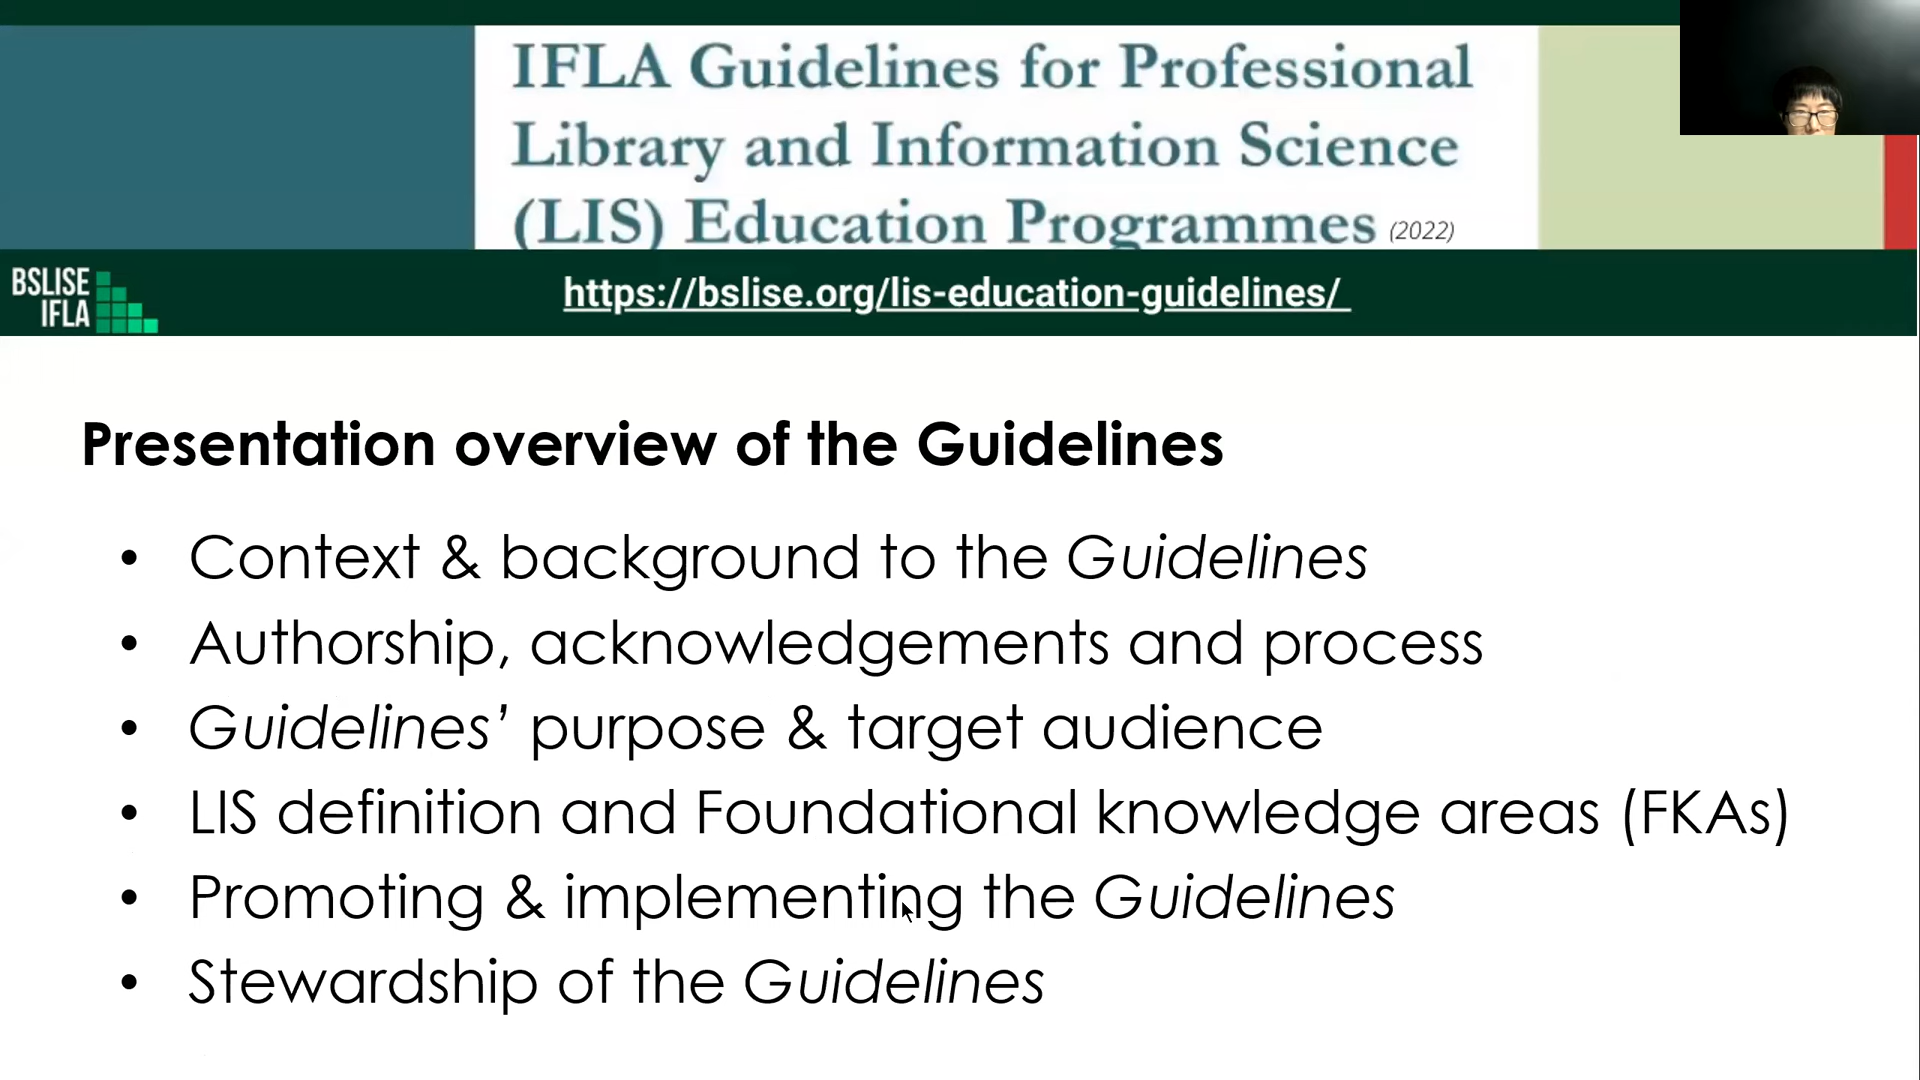 IFLA Guidelines for Professional
Library and Information Science
(LIS) Education Programmes (2022)
BSLISE
IFLA
https://bslise.org/lis-education-guidelines/
Presentation overview of the Guidelines
• Context & background to the Guidelines
• Authorship, acknowledgements and process
• Guidelines’ purpose & target audience
• LIS definition and Foundational knowledge areas (FKAs)
• Promoting & implementing the Guidelines
• Stewardship of the Guidelines